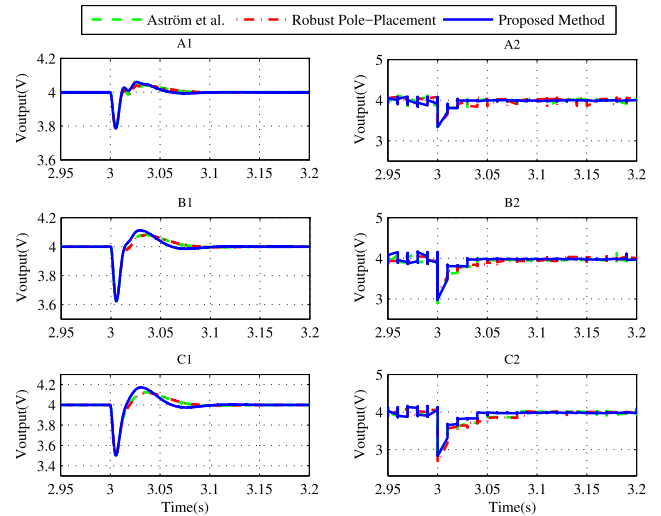 Aström et al. Robust Pole-Placement Proposed Method
A1 A2
Voutput(V) 4.2 4 3.8 3.6
2.95 3 3.05 3.1 3.15 3.2
Voutput(V) 5 4 3
2.95 3 3.05 3.1 3.15 3.2
B1 B2
Voutput(V) 4.2 4 3.8 3.6
2.95 3 3.05 3.1 3.15 3.2
Voutput(V) 5 4 3
2.95 3 3.05 3.1 3.15 3.2
C1 C2
Voutput(V) 4.2 4 3.8 3.6 3.4
2.95 3 3.05 3.1 3.15 3.2
Time(s)
Voutput(V) 5 4 3
2.95 3 3.05 3.1 3.15 3.2
Time(s)